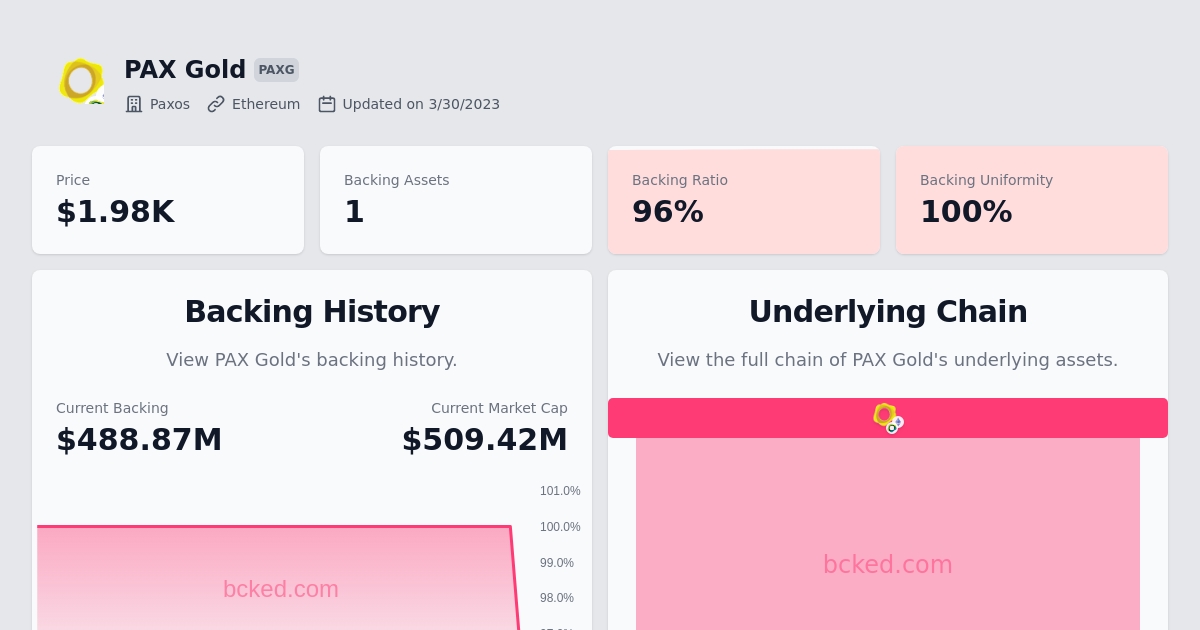 PAX Gold PAXG
Paxos Ethereum Updated on 3/30/2023
Price
$1.98K
Backing Assets
1
Backing Ratio
96%
Backing Uniformity
100%
Backing History
View PAX Gold's backing history.
Current Backing
$488.87M
Current Market Cap
$509.42M
101.0%
100.0%
99.0%
98.0%
bcked.com
Underlying Chain
View the full chain of PAX Gold's underlying assets.
bcked.com